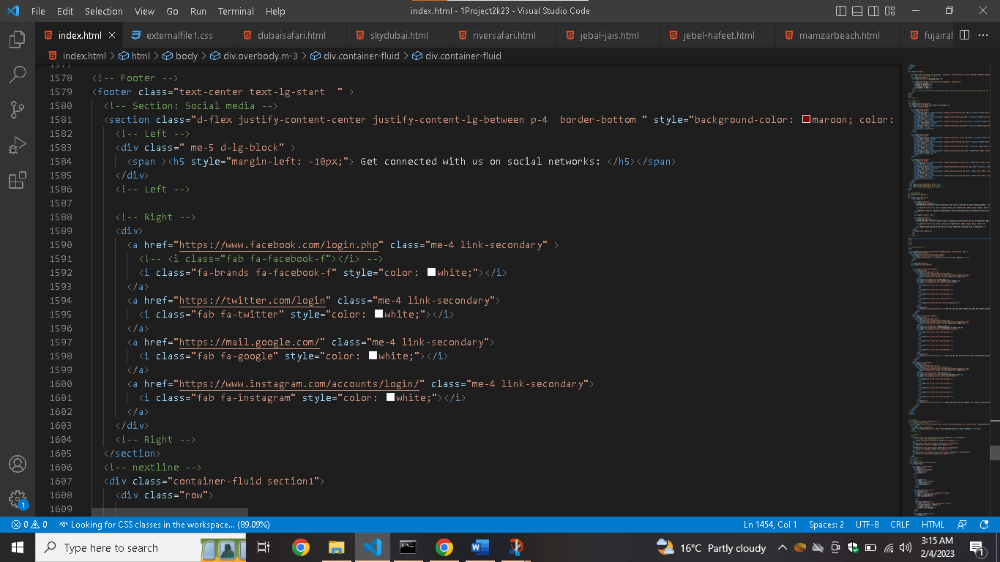 File Edit Selection View Go Run Terminal Help index.html - 1Project2k23 - Visual Studio Code
index.html externalfile1.css dubaisafari.html skydubai.html riversafari.html jebal-jais.html jebel-hafeet.html mamzarbeach.html fujairah
index.html > html > body > div.overbody.m-3 > div.container-fluid > div.container-fluid
1577
1578 <!-- Footer -->
1579 <footer class="text-center text-lg-start  " >
1580 <!-- Section: Social media -->
1581 <section class="d-flex justify-content-center justify-content-lg-between p-4  border-bottom " style="background-color: maroon; color:
1582 <!-- Left -->
1583 <div class=" me-5 d-lg-block" >
1584 <span ><h5 style="margin-left: -10px;"> Get connected with us on social networks: </h5></span>
1585 </div>
1586 <!-- Left -->
1587
1588 <!-- Right -->
1589 <div>
1590 <a href="https://www.facebook.com/login.php" class="me-4 link-secondary" >
1591 <!-- <i class="fab fa-facebook-f"></i> -->
1592 <i class="fa-brands fa-facebook-f" style="color: white;"></i>
1593 </a>
1594 <a href="https://twitter.com/login" class="me-4 link-secondary">
1595 <i class="fab fa-twitter" style="color: white;"></i>
1596 </a>
1597 <a href="https://mail.google.com/" class="me-4 link-secondary">
1598 <i class="fab fa-google" style="color: white;"></i>
1599 </a>
1600 <a href="https://www.instagram.com/accounts/login/" class="me-4 link-secondary">
1601 <i class="fab fa-instagram" style="color: white;"></i>
1602 </a>
1603 </div>
1604 <!-- Right -->
1605 </section>
1606 <!-- nextline -->
1607 <div class="container-fluid section1">
1608 <div class="row">
1609
1
0 0 Looking for CSS classes in the workspace... (89.09%) Ln 1454, Col 1 Spaces: 2 UTF-8 CRLF HTML
Type here to search 16°C Partly cloudy 3:15 AM
2/4/2023 1